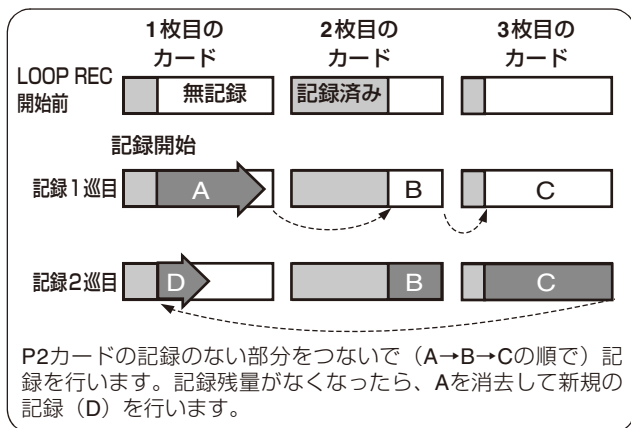 1枚目の
カード
2枚目の
カード
3枚目の
カード
LOOP REC
開始前
無記録
記録済み
記録開始
記録1巡目
A
B
C
記録2巡目
D
B
C
P2カードの記録のない部分をつないで（A→B→Cの順で）記
録を行います。記録残量がなくなったら、Aを消去して新規の
記録（D）を行います。